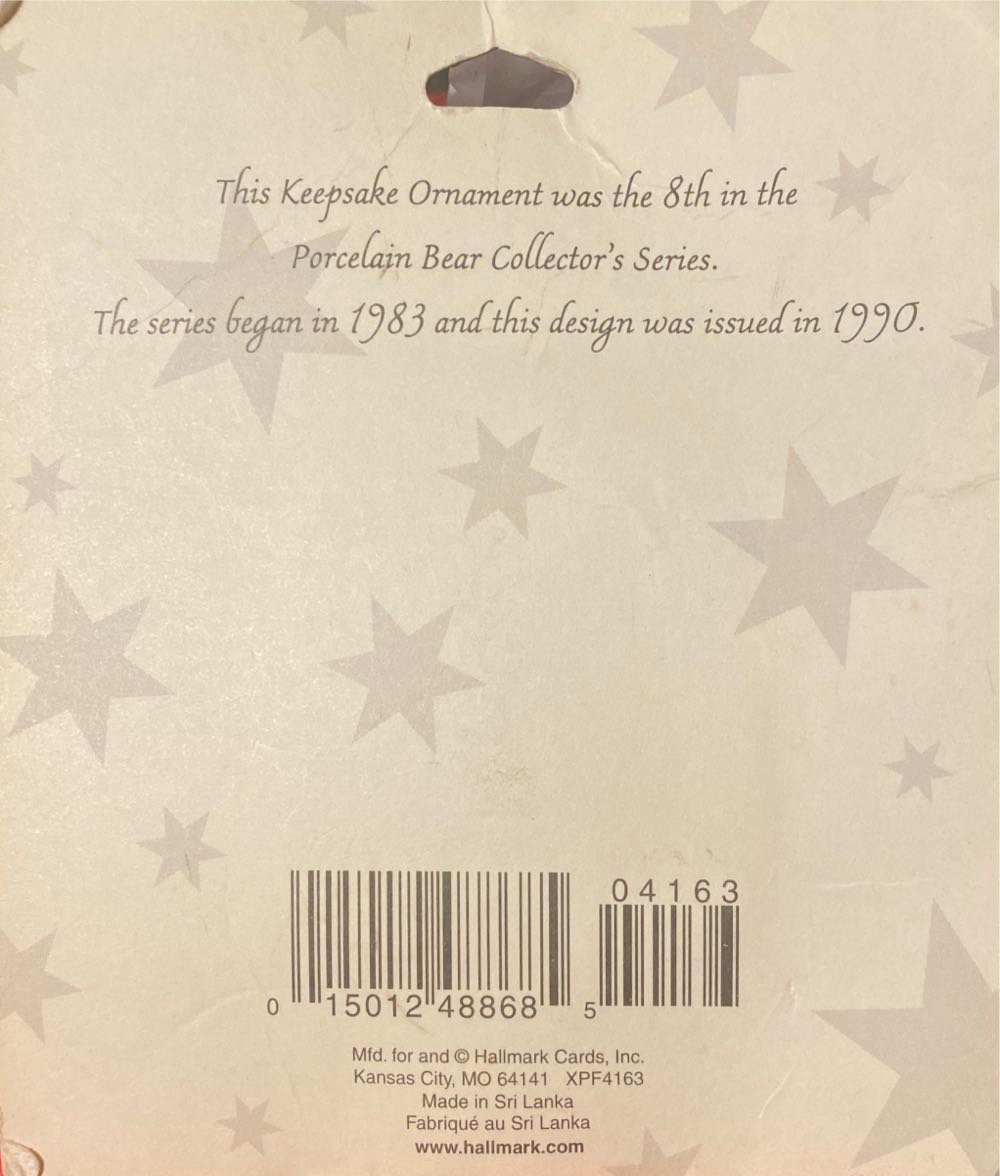 This Keepsake Ornament was the 8th in the
Porcelain Bear Collector's Series.
The series began in 1983 and this design was issued in 1990.
04163
0 15012 48868 5
Mfd. for and © Hallmark Cards, Inc.
Kansas City, MO 64141 XPF4163
Made in Sri Lanka
Fabriqué au Sri Lanka
www.hallmark.com